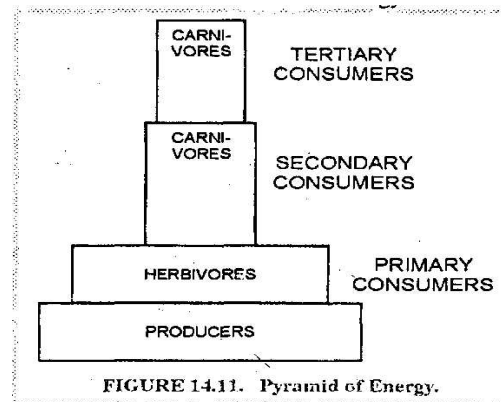 CARNI-
VORES
TERTIARY
CONSUMERS
CARNI-
VORES
SECONDARY
CONSUMERS
HERBIVORES
PRIMARY
CONSUMERS
PRODUCERS
FIGURE 14.11. Pyramid of Energy.